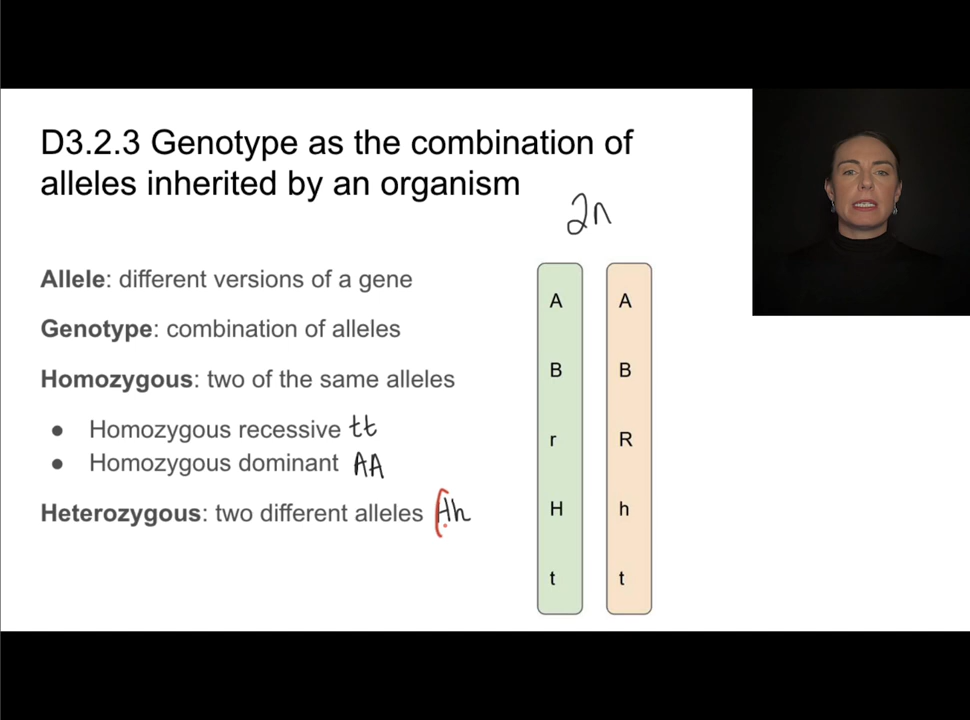 D3.2.3 Genotype as the combination of
alleles inherited by an organism
2n
Allele: different versions of a gene
Genotype: combination of alleles
Homozygous: two of the same alleles
● Homozygous recessive tt
● Homozygous dominant AA
Heterozygous: two different alleles (Hh
A A
B B
r R
H h
t t